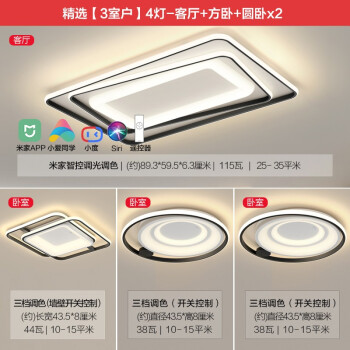 精选【3室户】4灯-客厅+方卧+圆卧x2
客厅
米家APP 小爱同学 小度 Siri 遥控器
米家智控调光调色 | (约)89.3*59.5*6.3厘米 | 115瓦 | 25-35平米
卧室
三档调色(墙壁开关控制)
(约)长宽43.5*8厘米
44瓦 | 10-15平米
卧室
三档调色（开关控制）
(约)直径43.5*高8厘米
38瓦 | 10-15平米
卧室
三档调色（开关控制）
(约)直径43.5*高8厘米
38瓦 | 10-15平米